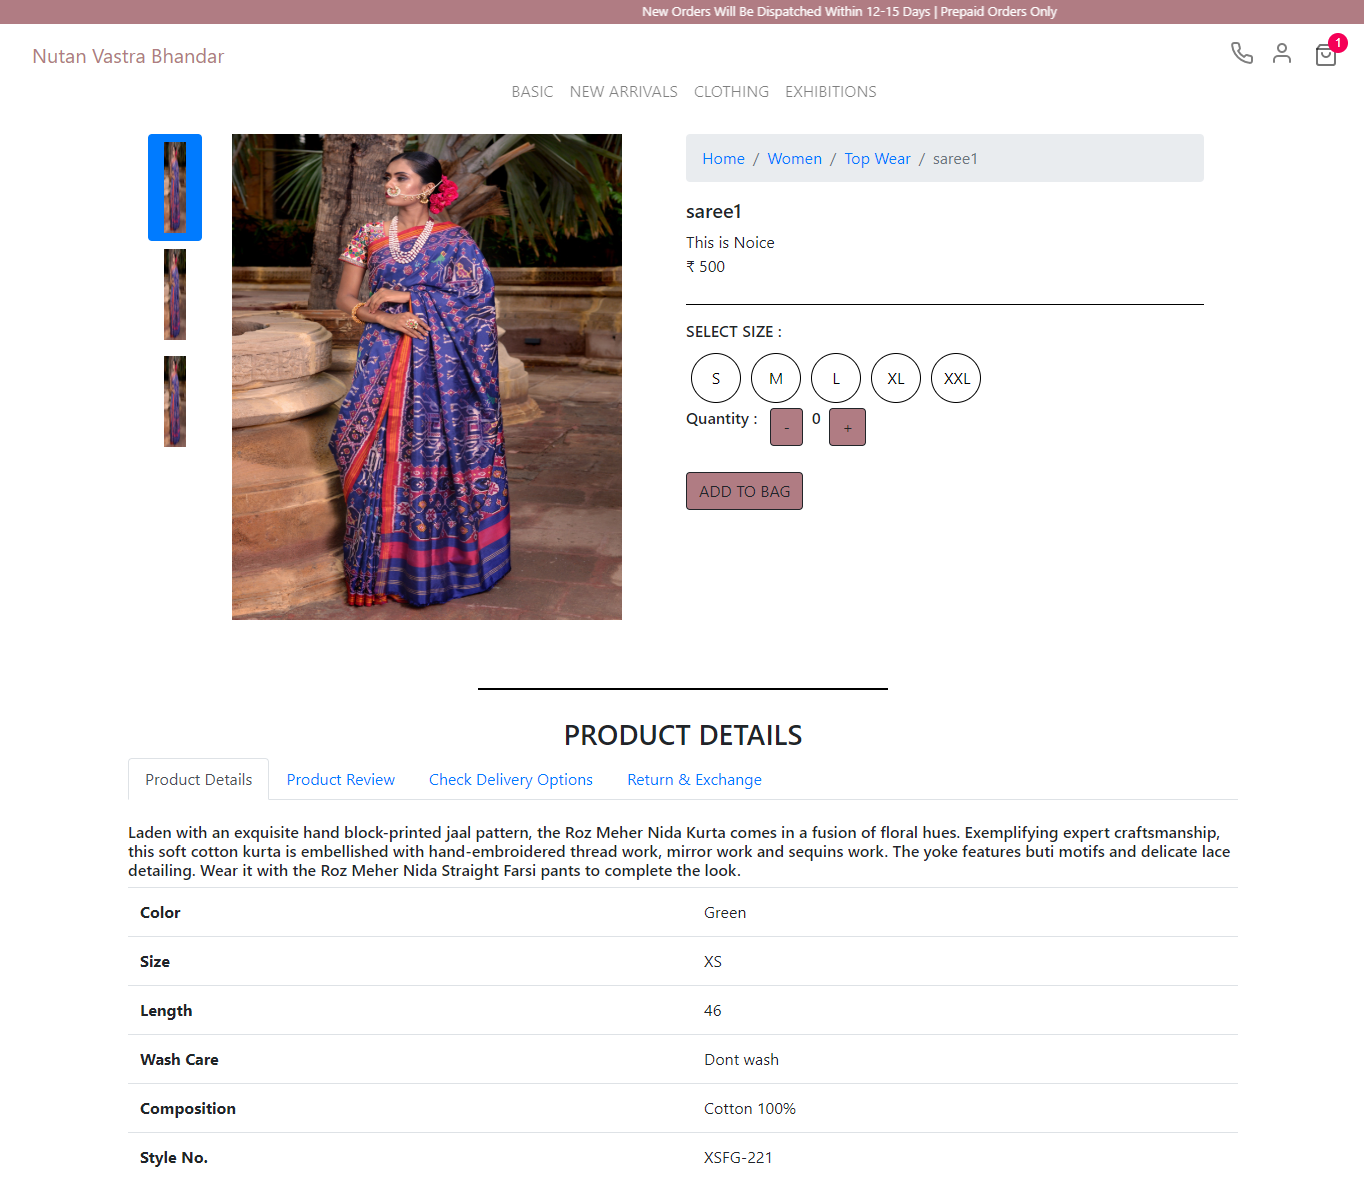 New Orders Will Be Dispatched Within 12-15 Days | Prepaid Orders Only
Nutan Vastra Bhandar
1
BASIC NEW ARRIVALS CLOTHING EXHIBITIONS
Home / Women / Top Wear / saree1
saree1
This is Noice
₹ 500
SELECT SIZE :
S M L XL XXL
Quantity : - 0 +
ADD TO BAG
PRODUCT DETAILS
Product Details Product Review Check Delivery Options Return & Exchange
Laden with an exquisite hand block-printed jaal pattern, the Roz Meher Nida Kurta comes in a fusion of floral hues. Exemplifying expert craftsmanship,
this soft cotton kurta is embellished with hand-embroidered thread work, mirror work and sequins work. The yoke features buti motifs and delicate lace
detailing. Wear it with the Roz Meher Nida Straight Farsi pants to complete the look.
Color Green
Size XS
Length 46
Wash Care Dont wash
Composition Cotton 100%
Style No. XSFG-221